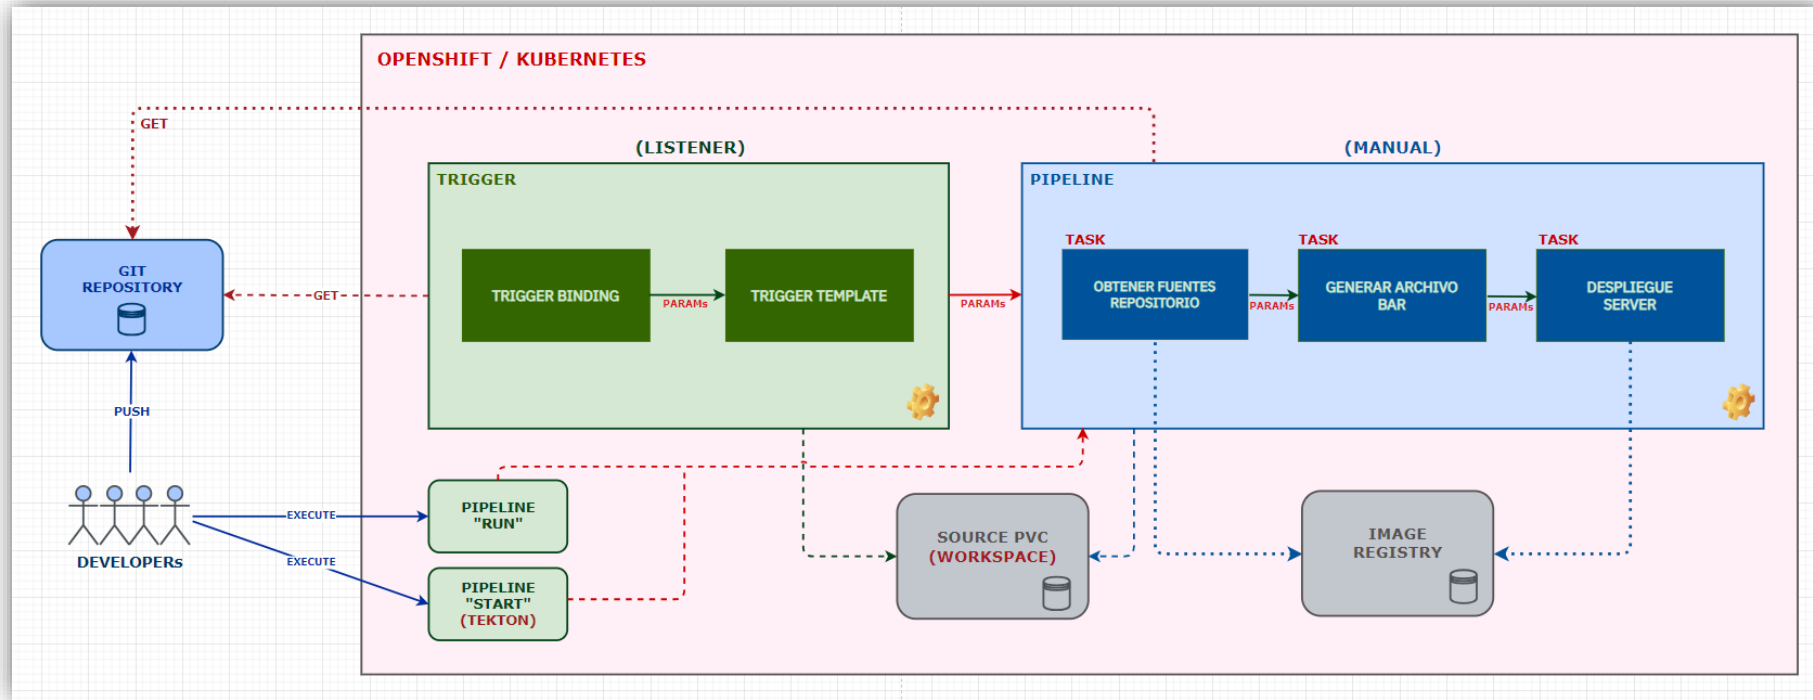 OPENSHIFT / KUBERNETES
GET
(LISTENER)
(MANUAL)
TRIGGER
PIPELINE
TASK
TASK
TASK
GIT
REPOSITORY
GET
TRIGGER BINDING
PARAMs
TRIGGER TEMPLATE
PARAMs
OBTENER FUENTES
REPOSITORIO
PARAMs
GENERAR ARCHIVO
BAR
PARAMs
DESPLIEGUE
SERVER
PUSH
DEVELOPERs
EXECUTE
EXECUTE
PIPELINE
"RUN"
PIPELINE
"START"
(TEKTON)
SOURCE PVC
(WORKSPACE)
IMAGE
REGISTRY